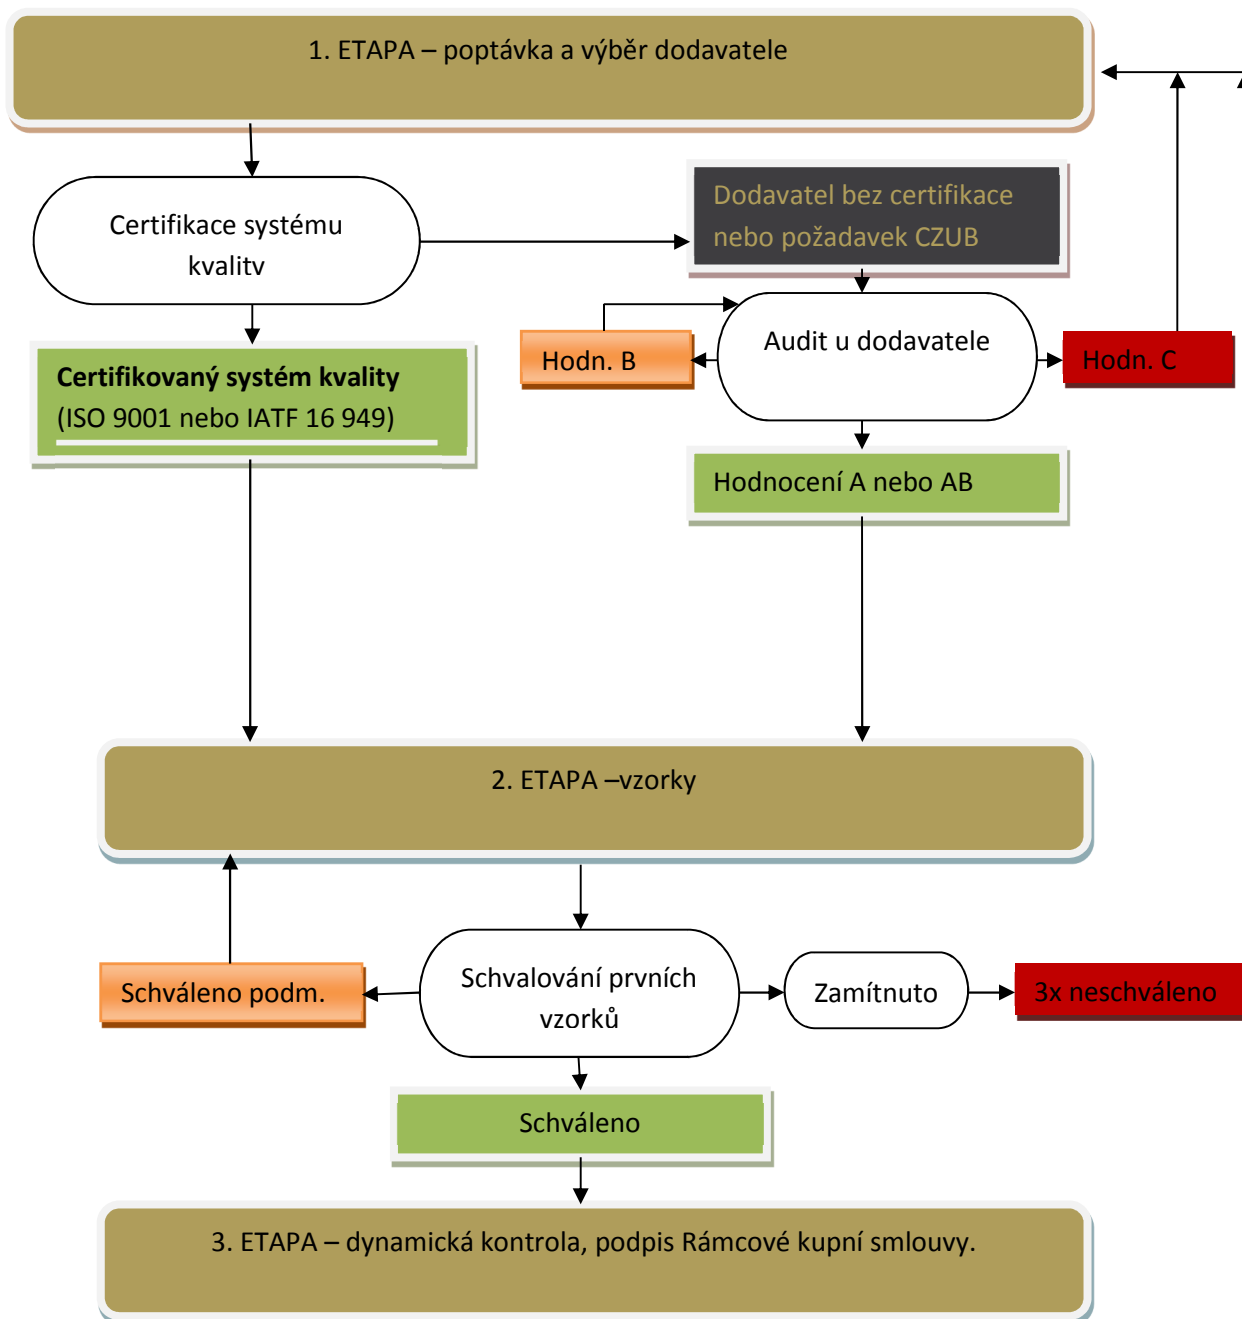 1. ETAPA – poptávka a výběr dodavatele
Certifikace systému
kvalitv
Dodavatel bez certifikace
nebo požadavek CZUB
Audit u dodavatele
Hodn. B
Hodn. C
Certifikovaný systém kvality
(ISO 9001 nebo IATF 16 949)
Hodnocení A nebo AB
2. ETAPA –vzorky
Schvalování prvních
vzorků
Schváleno podm.
Zamítnuto
3x neschváleno
Schváleno
3. ETAPA – dynamická kontrola, podpis Rámcové kupní smlouvy.